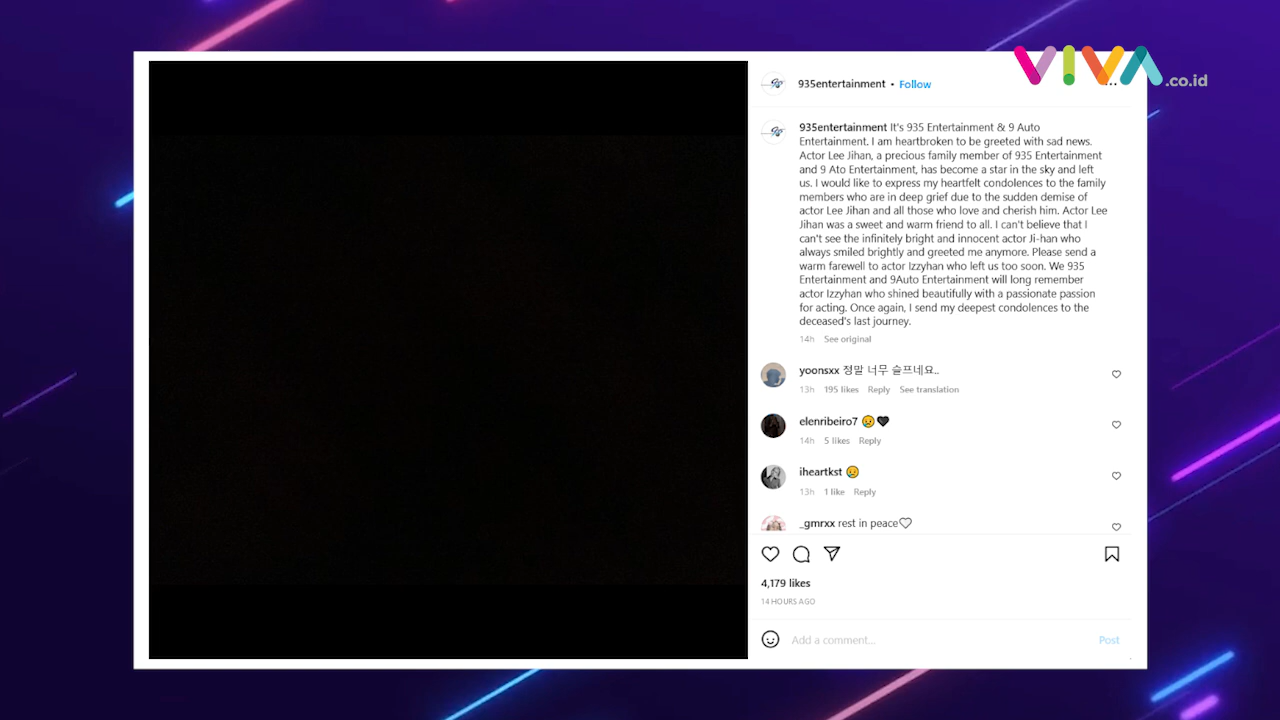 VIVA.co.id
935entertainment • Follow
935entertainment It's 935 Entertainment & 9 Auto
Entertainment. I am heartbroken to be greeted with sad news.
Actor Lee Jihan, a precious family member of 935 Entertainment
and 9 Ato Entertainment, has become a star in the sky and left
us. I would like to express my heartfelt condolences to the family
members who are in deep grief due to the sudden demise of
actor Lee Jihan and all those who love and cherish him. Actor Lee
Jihan was a sweet and warm friend to all. I can't believe that I
can't see the infinitely bright and innocent actor Ji-han who
always smiled brightly and greeted me anymore. Please send a
warm farewell to actor Izzyhan who left us too soon. We 935
Entertainment and 9Auto Entertainment will long remember
actor Izzyhan who shined beautifully with a passionate passion
for acting. Once again, I send my deepest condolences to the
deceased's last journey.
14h See original
yoonsxx 정말 너무 슬프네요..
13h 195 likes Reply See translation
elenribeiro7 😥🖤
14h 5 likes Reply
iheartkst 😥
13h 1 like Reply
_gmrxx rest in peace♡
4,179 likes
14 HOURS AGO
Add a comment...
Post